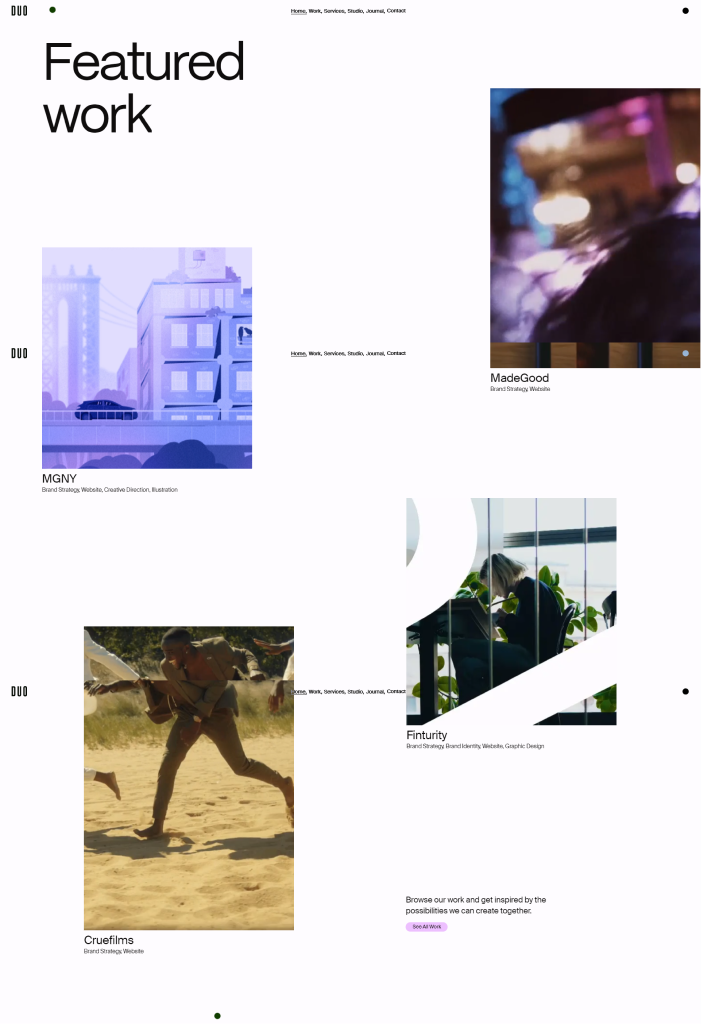 DUO
Home, Work, Services, Studio, Journal, Contact
Featured
work
DUO
Home, Work, Services, Studio, Journal, Contact
MadeGood
Brand Strategy, Website
MGNY
Brand Strategy, Website, Creative Direction, Illustration
DUO
Home, Work, Services, Studio, Journal, Contact
Finturity
Brand Strategy, Brand Identity, Website, Graphic Design
Browse our work and get inspired by the
possibilities we can create together.
See All Work
Cruefilms
Brand Strategy, Website